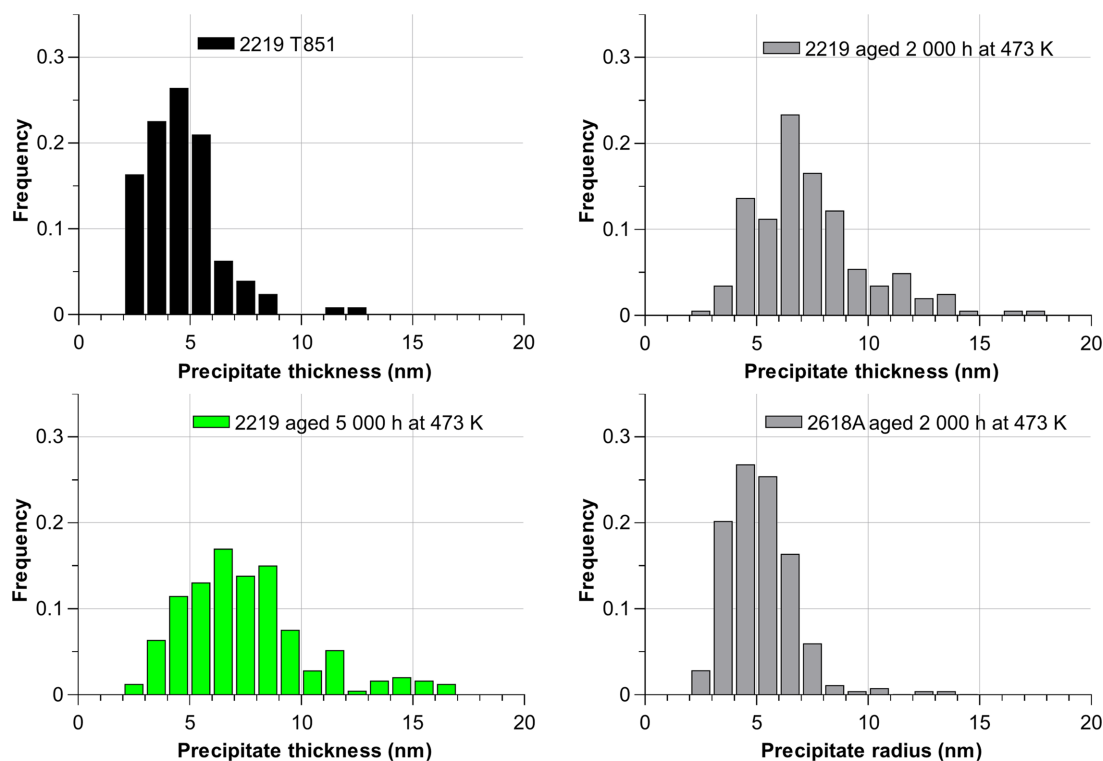 2219 T851
0.3
0.2
0.1
0
Frequency
0 5 10 15 20
Precipitate thickness (nm)
2219 aged 2 000 h at 473 K
0.3
0.2
0.1
0
Frequency
0 5 10 15 20
Precipitate thickness (nm)
2219 aged 5 000 h at 473 K
0.3
0.2
0.1
0
Frequency
0 5 10 15 20
Precipitate thickness (nm)
2618A aged 2 000 h at 473 K
0.3
0.2
0.1
0
Frequency
0 5 10 15 20
Precipitate radius (nm)